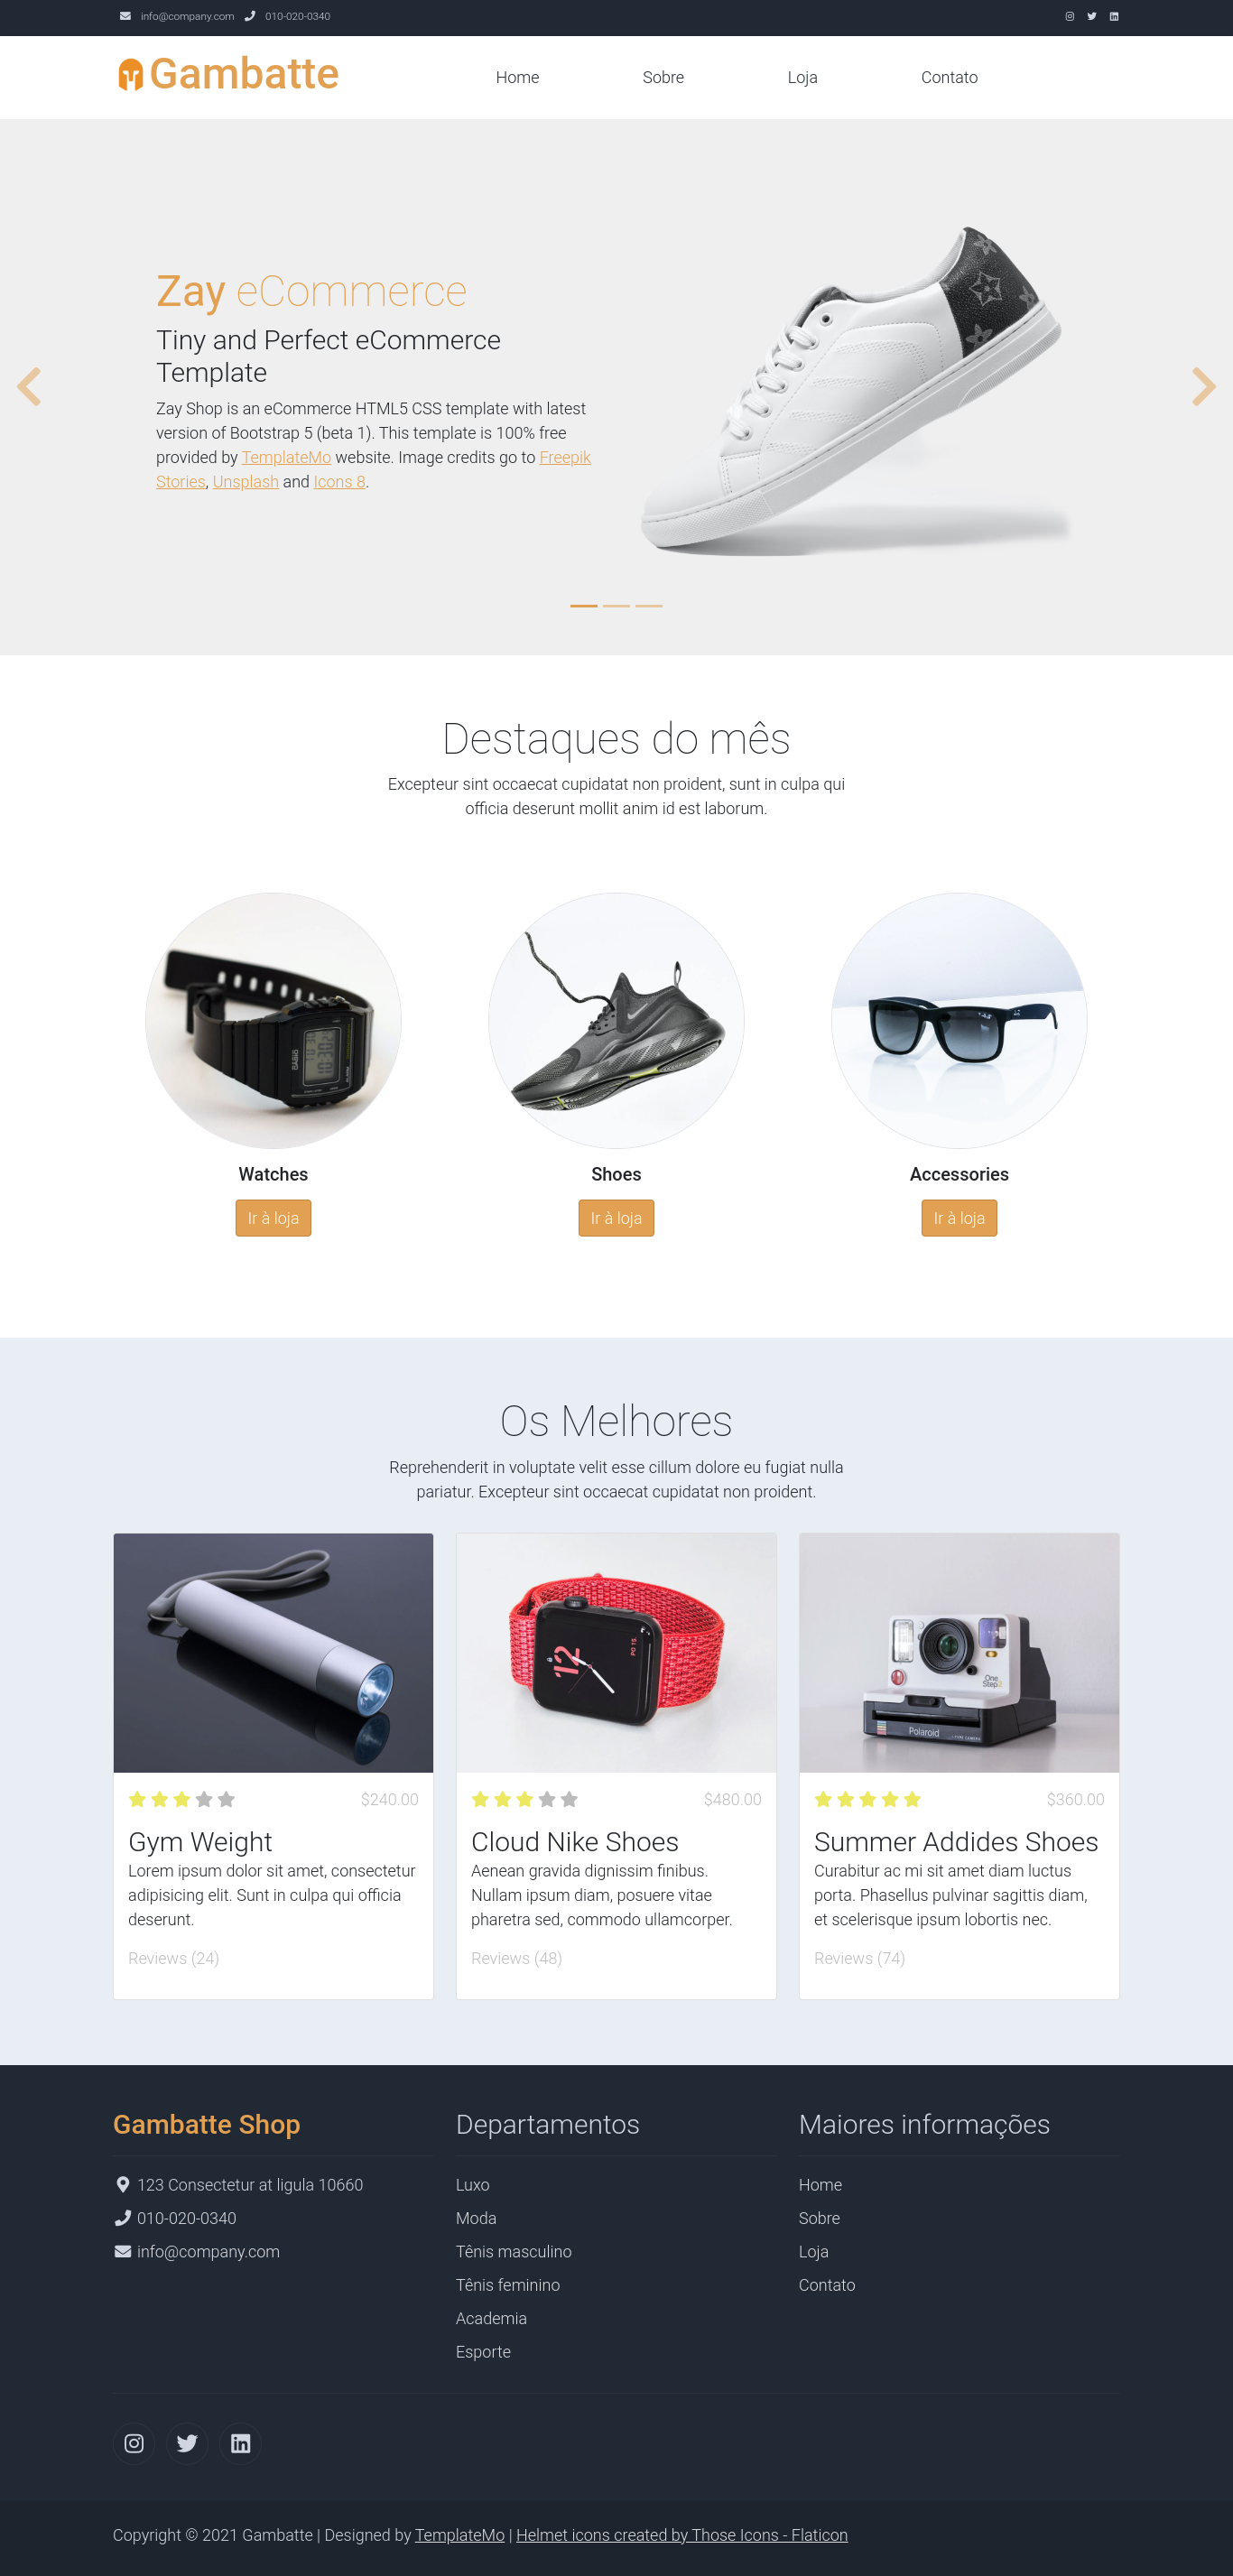 info@company.com 010-020-0340
Gambatte
Home Sobre Loja Contato
Zay eCommerce
Tiny and Perfect eCommerce
Template
Zay Shop is an eCommerce HTML5 CSS template with latest
version of Bootstrap 5 (beta 1). This template is 100% free
provided by TemplateMo website. Image credits go to Freepik
Stories, Unsplash and Icons 8.
Destaques do mês
Excepteur sint occaecat cupidatat non proident, sunt in culpa qui
officia deserunt mollit anim id est laborum.
Watches
Shoes
Accessories
Ir à loja
Ir à loja
Ir à loja
Os Melhores
Reprehenderit in voluptate velit esse cillum dolore eu fugiat nulla
pariatur. Excepteur sint occaecat cupidatat non proident.
12
OneStep2
Polaroid
$240.00
Gym Weight
Lorem ipsum dolor sit amet, consectetur
adipisicing elit. Sunt in culpa qui officia
deserunt.
Reviews (24)
$480.00
Cloud Nike Shoes
Aenean gravida dignissim finibus.
Nullam ipsum diam, posuere vitae
pharetra sed, commodo ullamcorper.
Reviews (48)
$360.00
Summer Addides Shoes
Curabitur ac mi sit amet diam luctus
porta. Phasellus pulvinar sagittis diam,
et scelerisque ipsum lobortis nec.
Reviews (74)
Gambatte Shop
123 Consectetur at ligula 10660
010-020-0340
info@company.com
Departamentos
Luxo
Moda
Tênis masculino
Tênis feminino
Academia
Esporte
Maiores informações
Home
Sobre
Loja
Contato
Copyright © 2021 Gambatte | Designed by TemplateMo | Helmet icons created by Those Icons - Flaticon